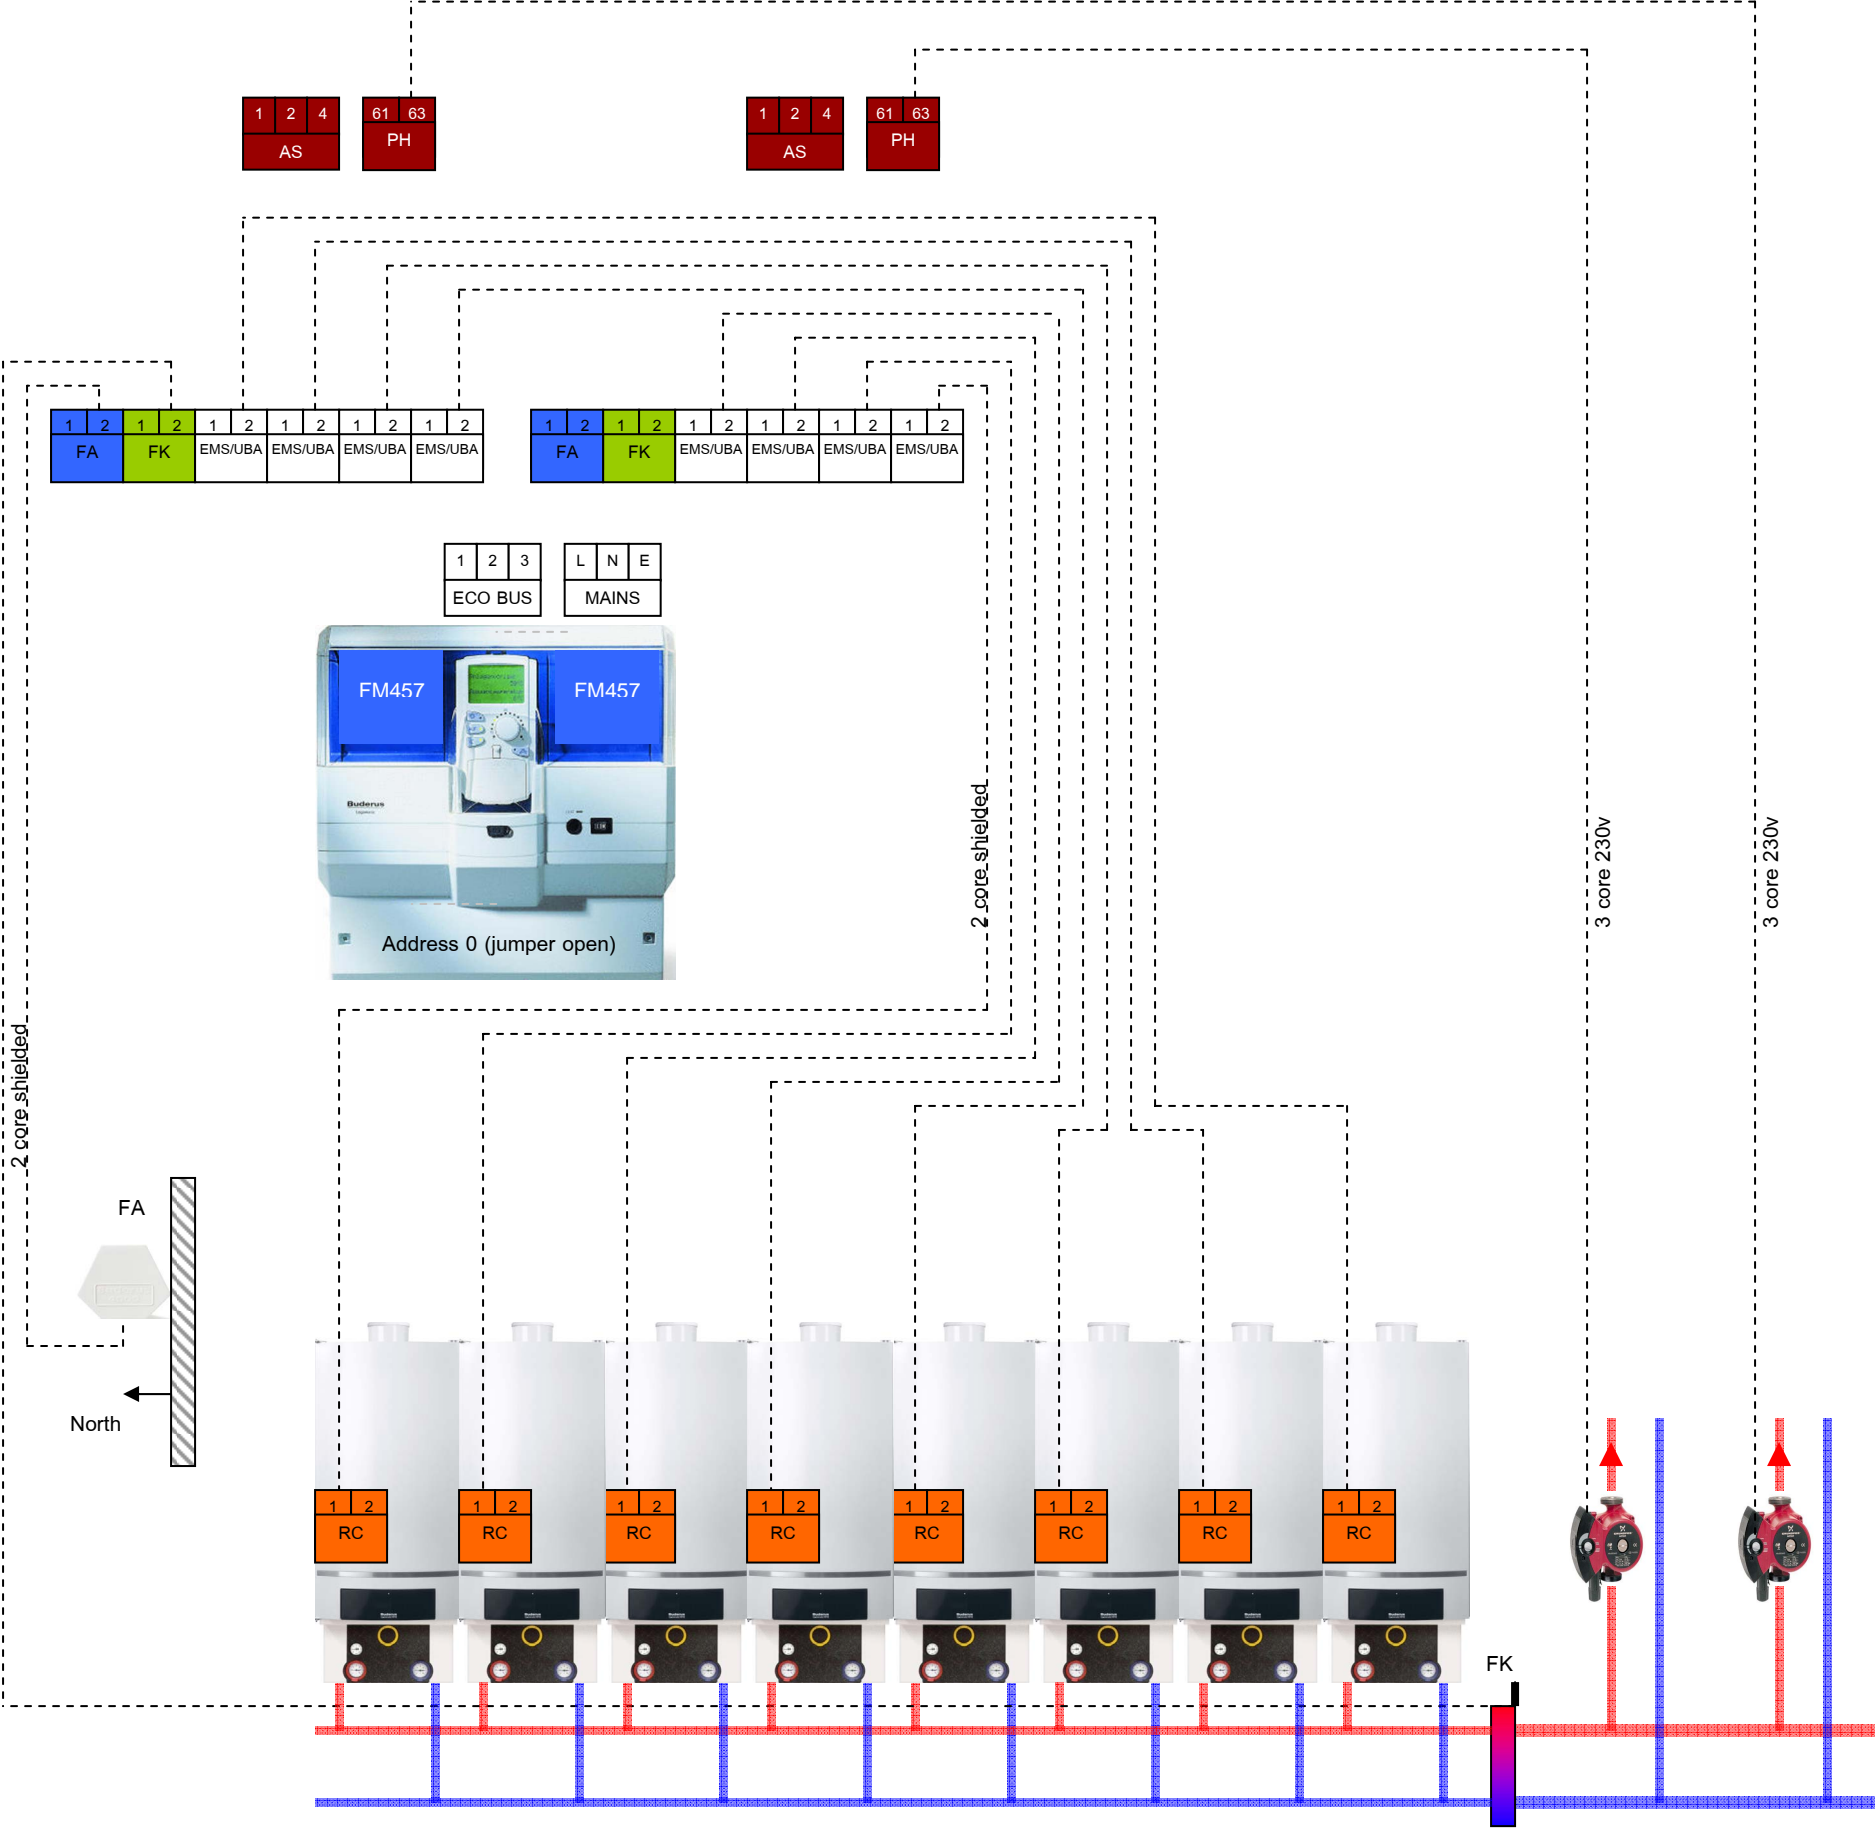 1 2 4 61 63 1 2 4 61 63
AS PH AS PH
1 2 1 2 1 2 1 2 1 2 1 2 1 2 1 2 1 2 1 2 1 2 1 2
FA FK EMS/UBA EMS/UBA EMS/UBA EMS/UBA FA FK EMS/UBA EMS/UBA EMS/UBA EMS/UBA
1 2 3 L N E
ECO BUS MAINS
FM457 FM457
Buderus
Address 0 (jumper open)
2 core shielded
3 core 230v
3 core 230v
2 core shielded
FA
North
1 2 1 2 1 2 1 2 1 2 1 2 1 2 1 2
RC RC RC RC RC RC RC RC
FK